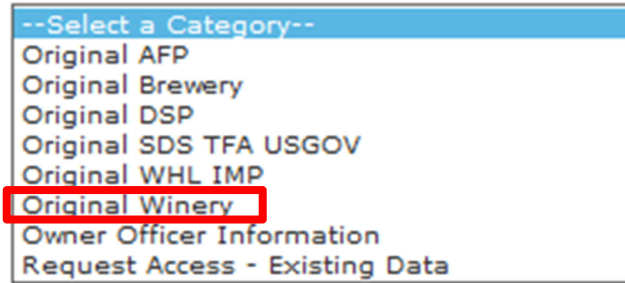 --Select a Category--
Original AFP
Original Brewery
Original DSP
Original SDS TFA USGOV
Original WHL IMP
Original Winery
Owner Officer Information
Request Access - Existing Data